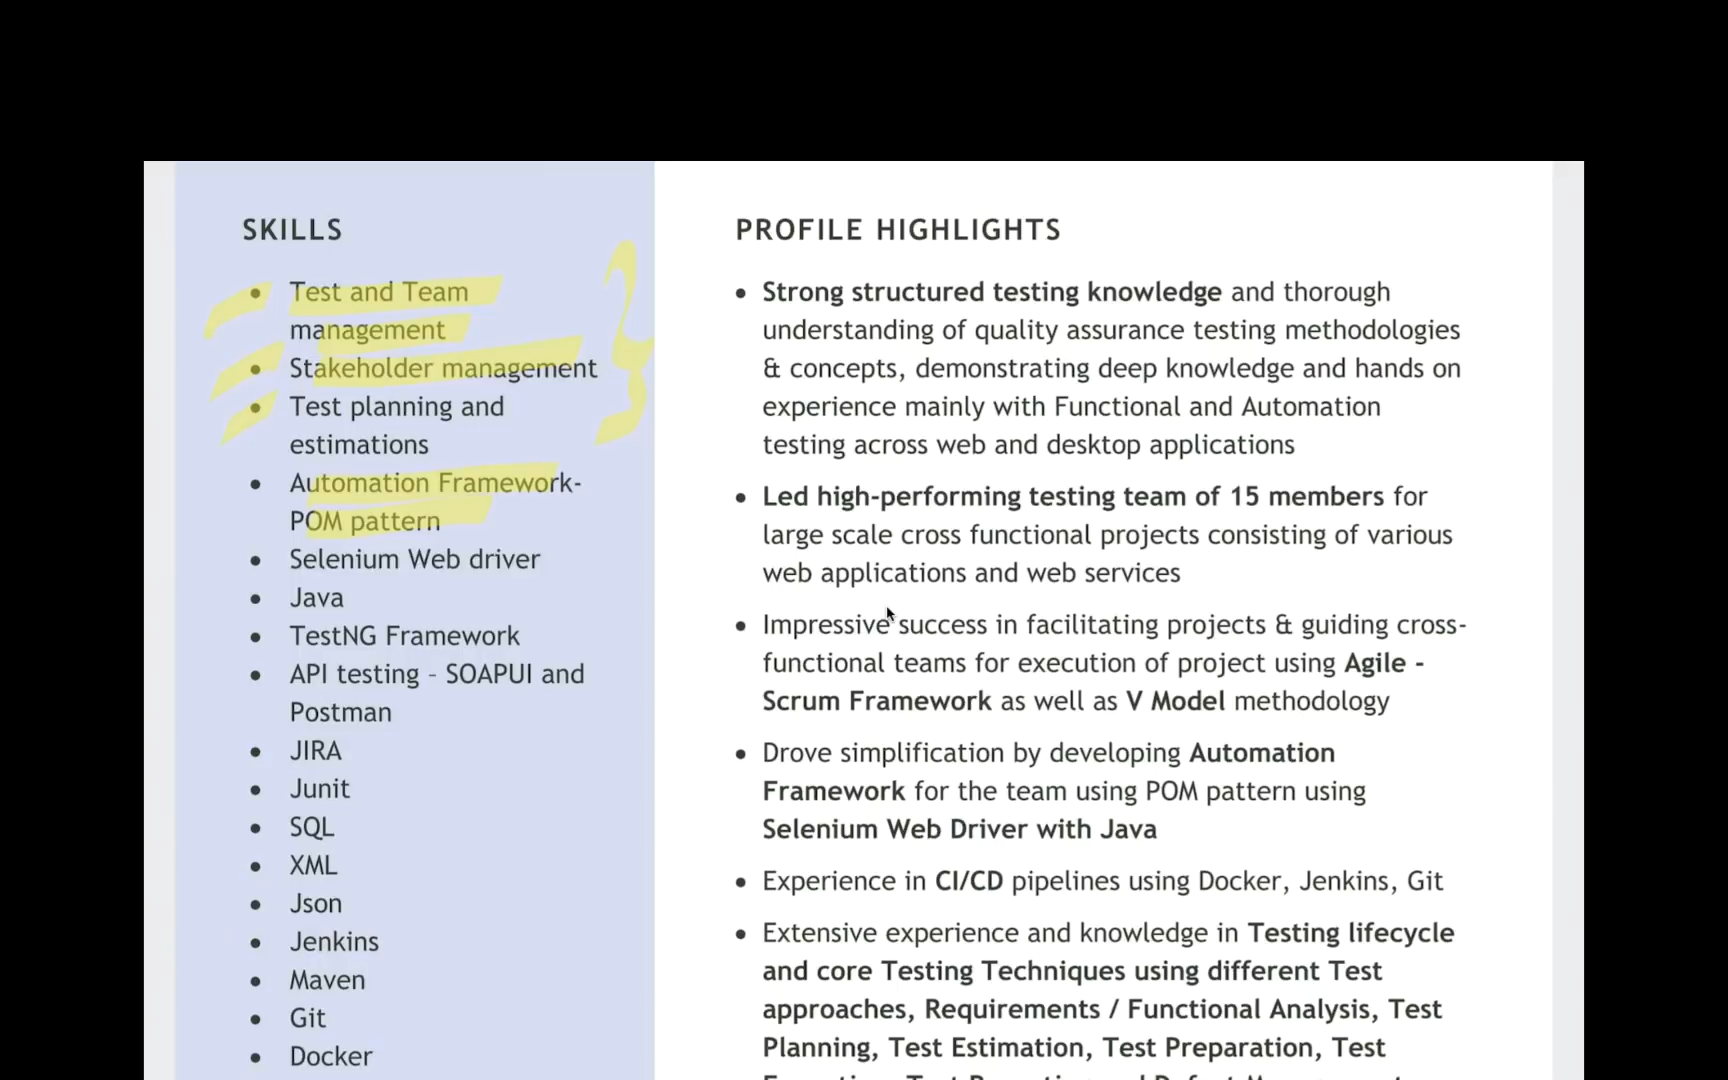 SKILLS
• Test and Team
management
• Stakeholder management
• Test planning and
estimations
• Automation Framework-
POM pattern
• Selenium Web driver
• Java
• TestNG Framework
• API testing – SOAPUI and
Postman
• JIRA
• Junit
• SQL
• XML
• Json
• Jenkins
• Maven
• Git
• Docker
PROFILE HIGHLIGHTS
• Strong structured testing knowledge and thorough
understanding of quality assurance testing methodologies
& concepts, demonstrating deep knowledge and hands on
experience mainly with Functional and Automation
testing across web and desktop applications
• Led high-performing testing team of 15 members for
large scale cross functional projects consisting of various
web applications and web services
• Impressive success in facilitating projects & guiding cross-
functional teams for execution of project using Agile -
Scrum Framework as well as V Model methodology
• Drove simplification by developing Automation
Framework for the team using POM pattern using
Selenium Web Driver with Java
• Experience in CI/CD pipelines using Docker, Jenkins, Git
• Extensive experience and knowledge in Testing lifecycle
and core Testing Techniques using different Test
approaches, Requirements / Functional Analysis, Test
Planning, Test Estimation, Test Preparation, Test